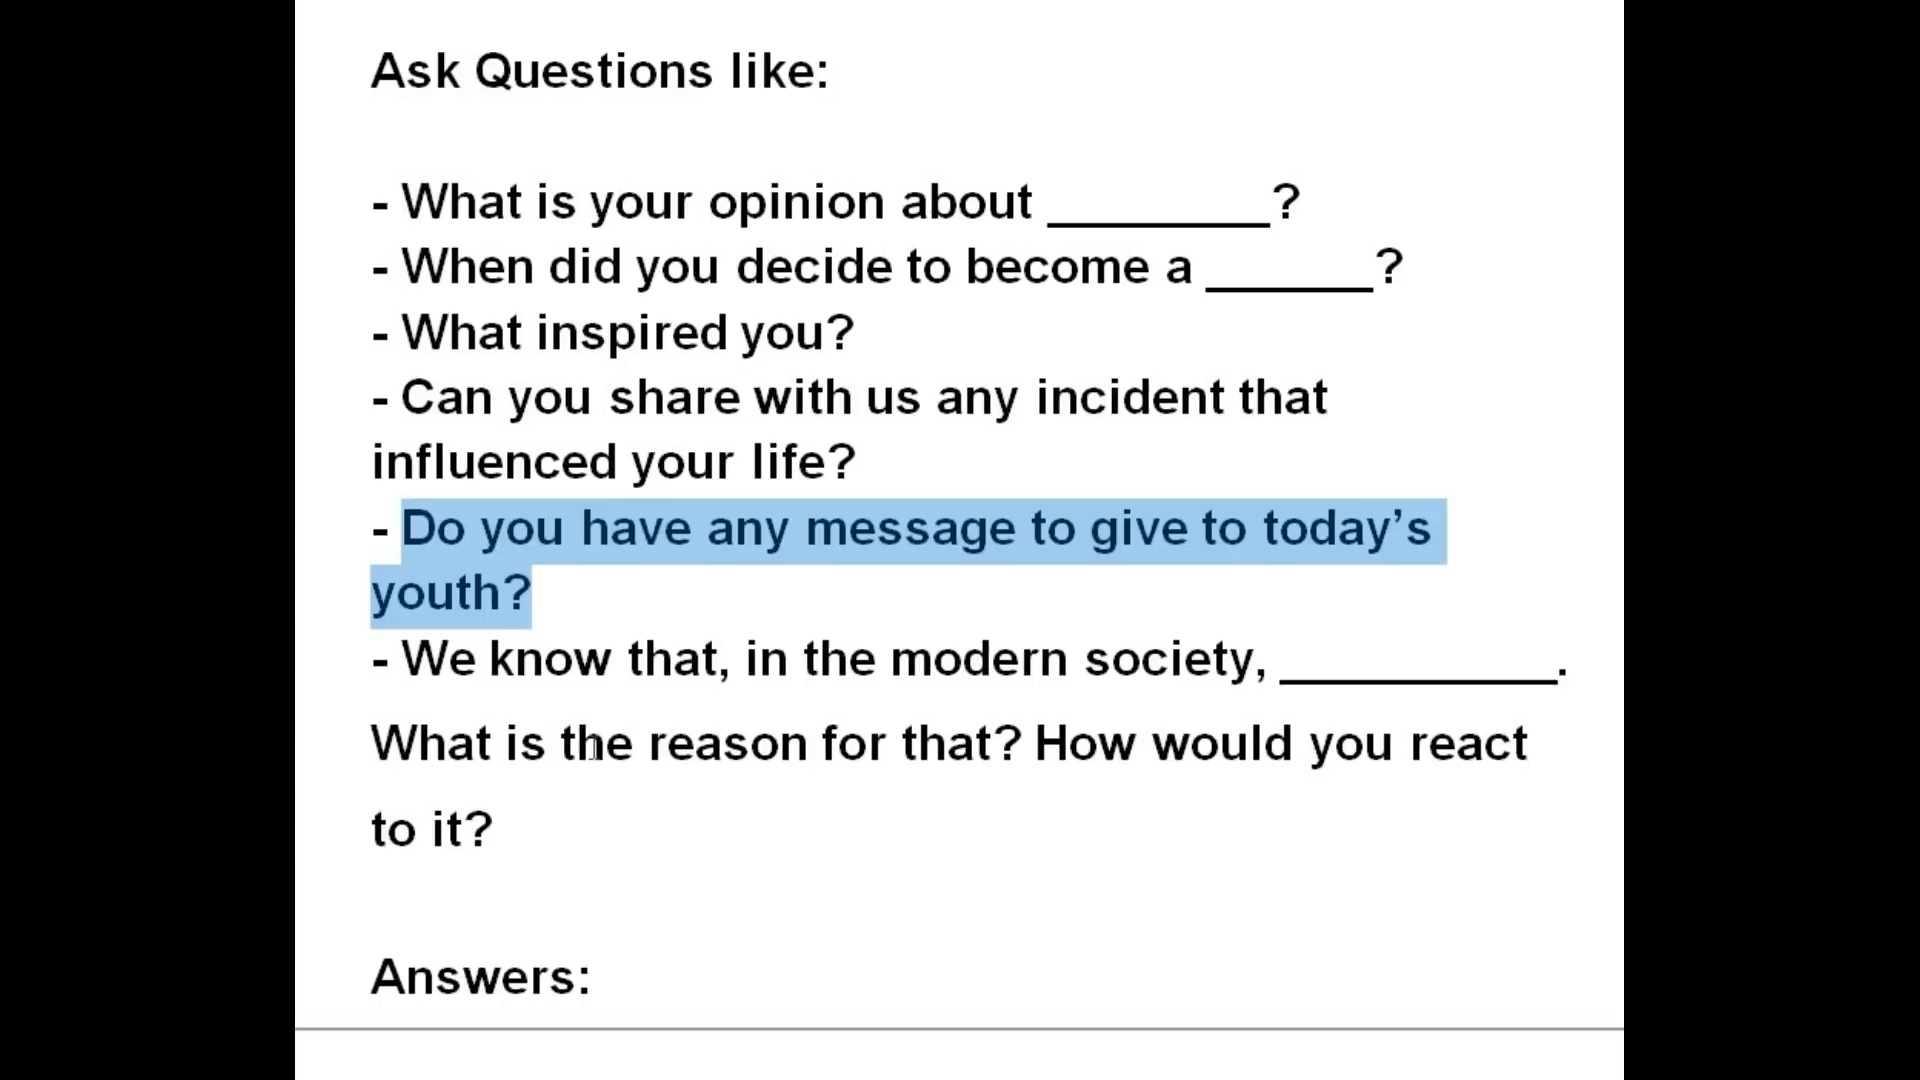 Ask Questions like:
- What is your opinion about ________?
- When did you decide to become a ______?
- What inspired you?
- Can you share with us any incident that
influenced your life?
- Do you have any message to give to today’s
youth?
- We know that, in the modern society, __________.
What is the reason for that? How would you react
to it?
Answers: